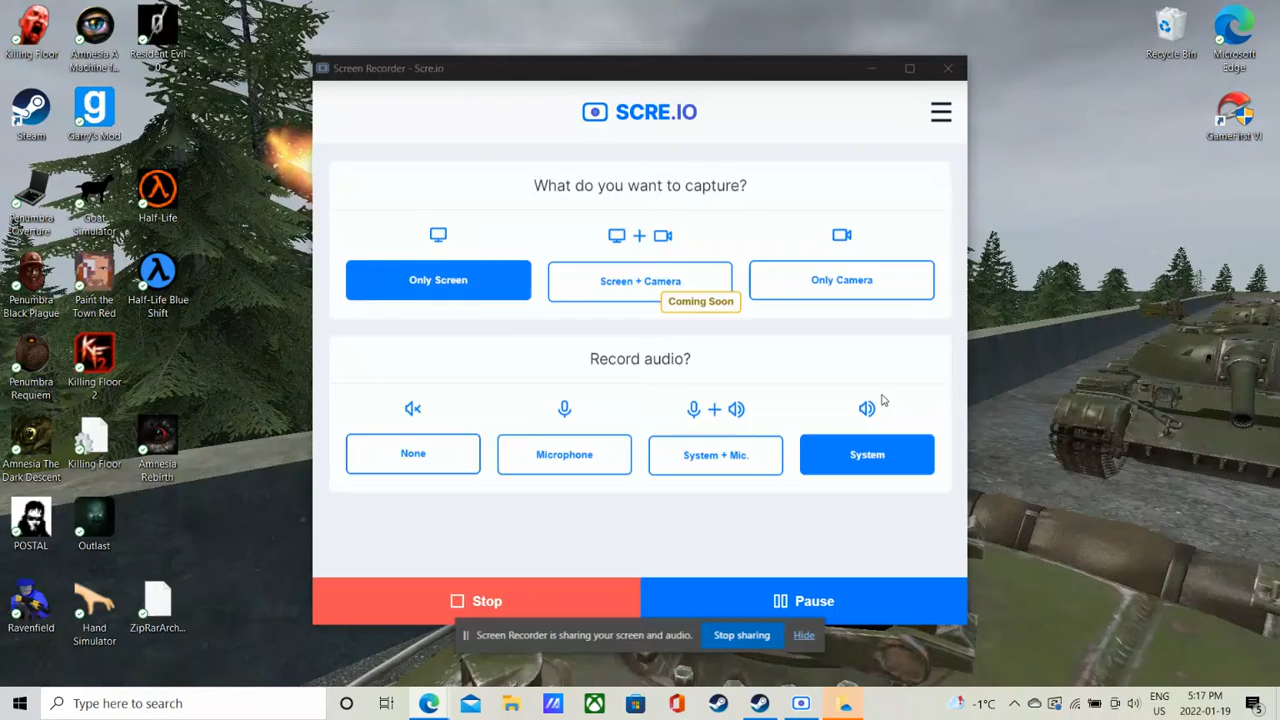 Killing Floor
Amnesia A
Machine f...
Resident Evil
0
Recycle Bin
Microsoft
Edge
Screen Recorder - Scre.io
SCRE.IO
Steam
Garry's Mod
GameFirst VI
What do you want to capture?
Penumbra
Overture
Goat
Simulator
Half-Life
Only Screen
Screen + Camera
Only Camera
Coming Soon
Penumbra
Black Plague
Paint the
Town Red
Half-Life Blue
Shift
Record audio?
Penumbra
Requiem
Killing Floor
2
None
Microphone
System + Mic.
System
Amnesia The
Dark Descent
Killing Floor
Amnesia
Rebirth
POSTAL
Outlast
Stop
Pause
Ravenfield
Hand
Simulator
ZipRarArch...
Screen Recorder is sharing your screen and audio.
Stop sharing
Hide
Type here to search
-1°C
ENG
US
5:17 PM
2022-01-19
5